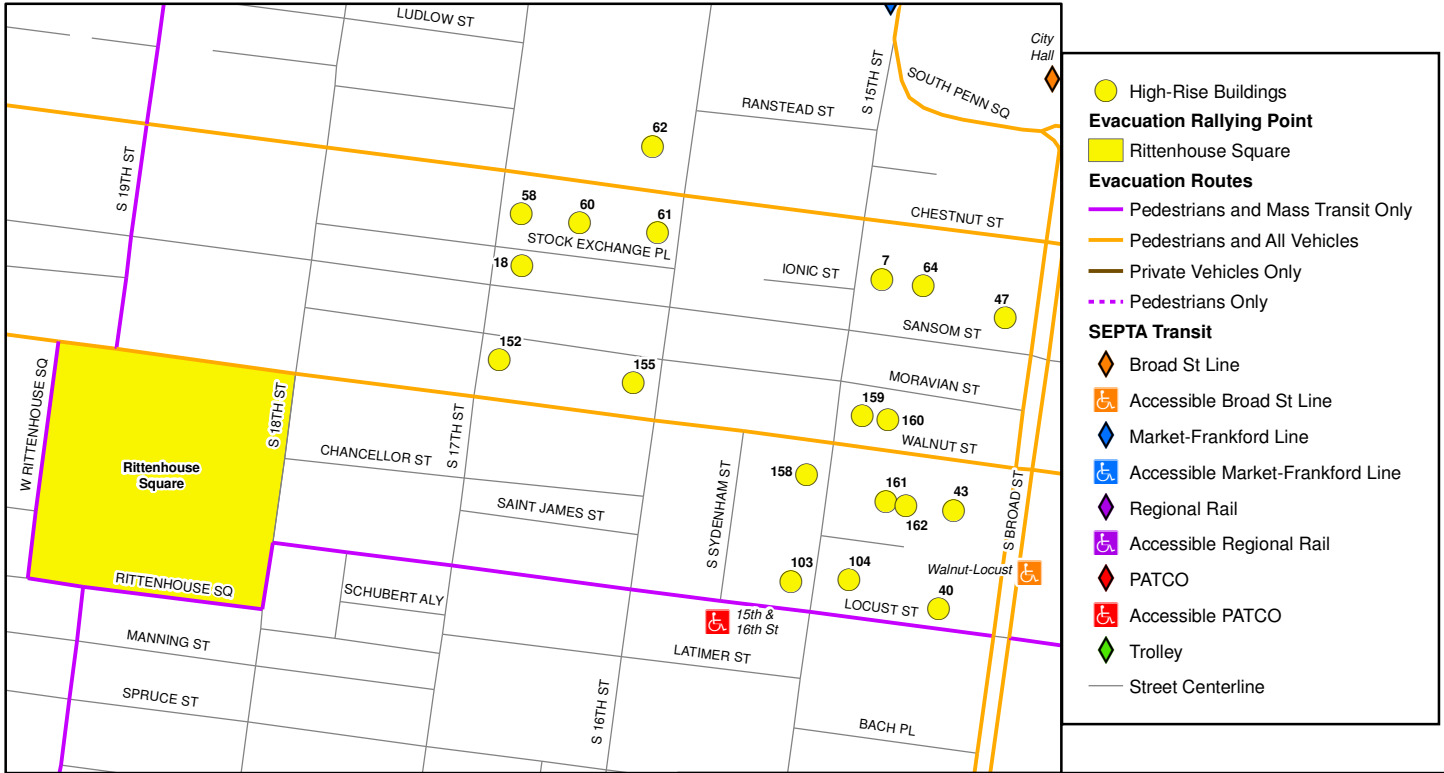 LUDLOW ST
City
Hall
S 15TH ST
SOUTH PENN SQ
RANSTEAD ST
62
S 19TH ST
58
60
61
CHESTNUT ST
STOCK EXCHANGE PL
18
IONIC ST
7
64
47
SANSOM ST
152
155
MORAVIAN ST
W RITTENHOUSE SQ
S 18TH ST
S 17TH ST
159
160
WALNUT ST
CHANCELLOR ST
Rittenhouse
Square
158
161
162
43
SAINT JAMES ST
S SYDENHAM ST
S BROAD ST
Walnut-Locust
RITTENHOUSE SQ
SCHUBERT ALY
103
104
40
LOCUST ST
15th &
16th St
MANNING ST
LATIMER ST
SPRUCE ST
S 16TH ST
BACH PL
High-Rise Buildings
Evacuation Rallying Point
Rittenhouse Square
Evacuation Routes
Pedestrians and Mass Transit Only
Pedestrians and All Vehicles
Private Vehicles Only
Pedestrians Only
SEPTA Transit
Broad St Line
Accessible Broad St Line
Market-Frankford Line
Accessible Market-Frankford Line
Regional Rail
Accessible Regional Rail
PATCO
Accessible PATCO
Trolley
Street Centerline